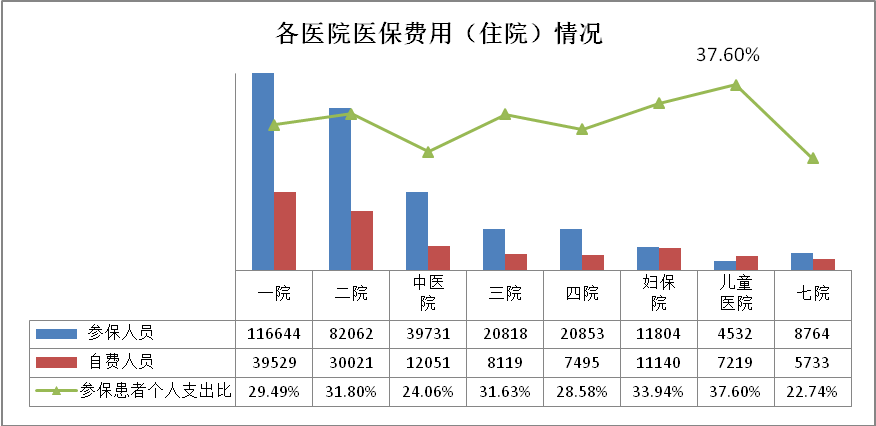 各医院医保费用（住院）情况
37.60%
一院 二院 中医院 三院 四院 妇保院 儿童医院 七院
参保人员 116644 82062 39731 20818 20853 11804 4532 8764
自费人员 39529 30021 12051 8119 7495 11140 7219 5733
参保患者个人支出比 29.49% 31.80% 24.06% 31.63% 28.58% 33.94% 37.60% 22.74%